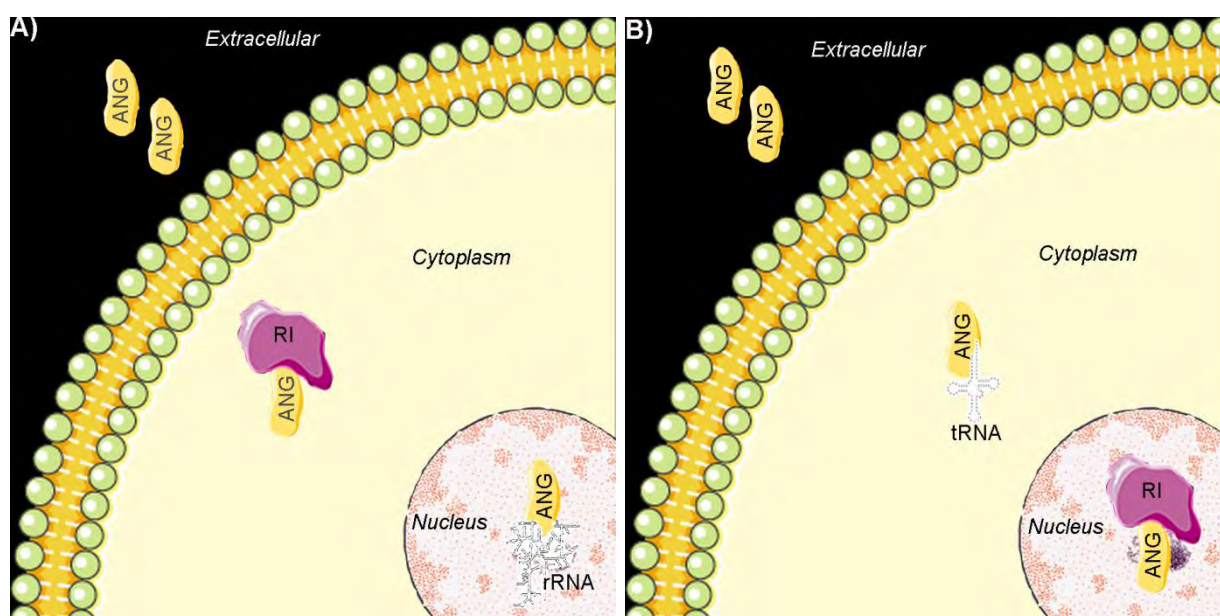 A)
Extracellular
ANG
ANG
Cytoplasm
RI
ANG
ANG
Nucleus
rRNA
B)
Extracellular
ANG
ANG
Cytoplasm
ANG
tRNA
RI
Nucleus
ANG